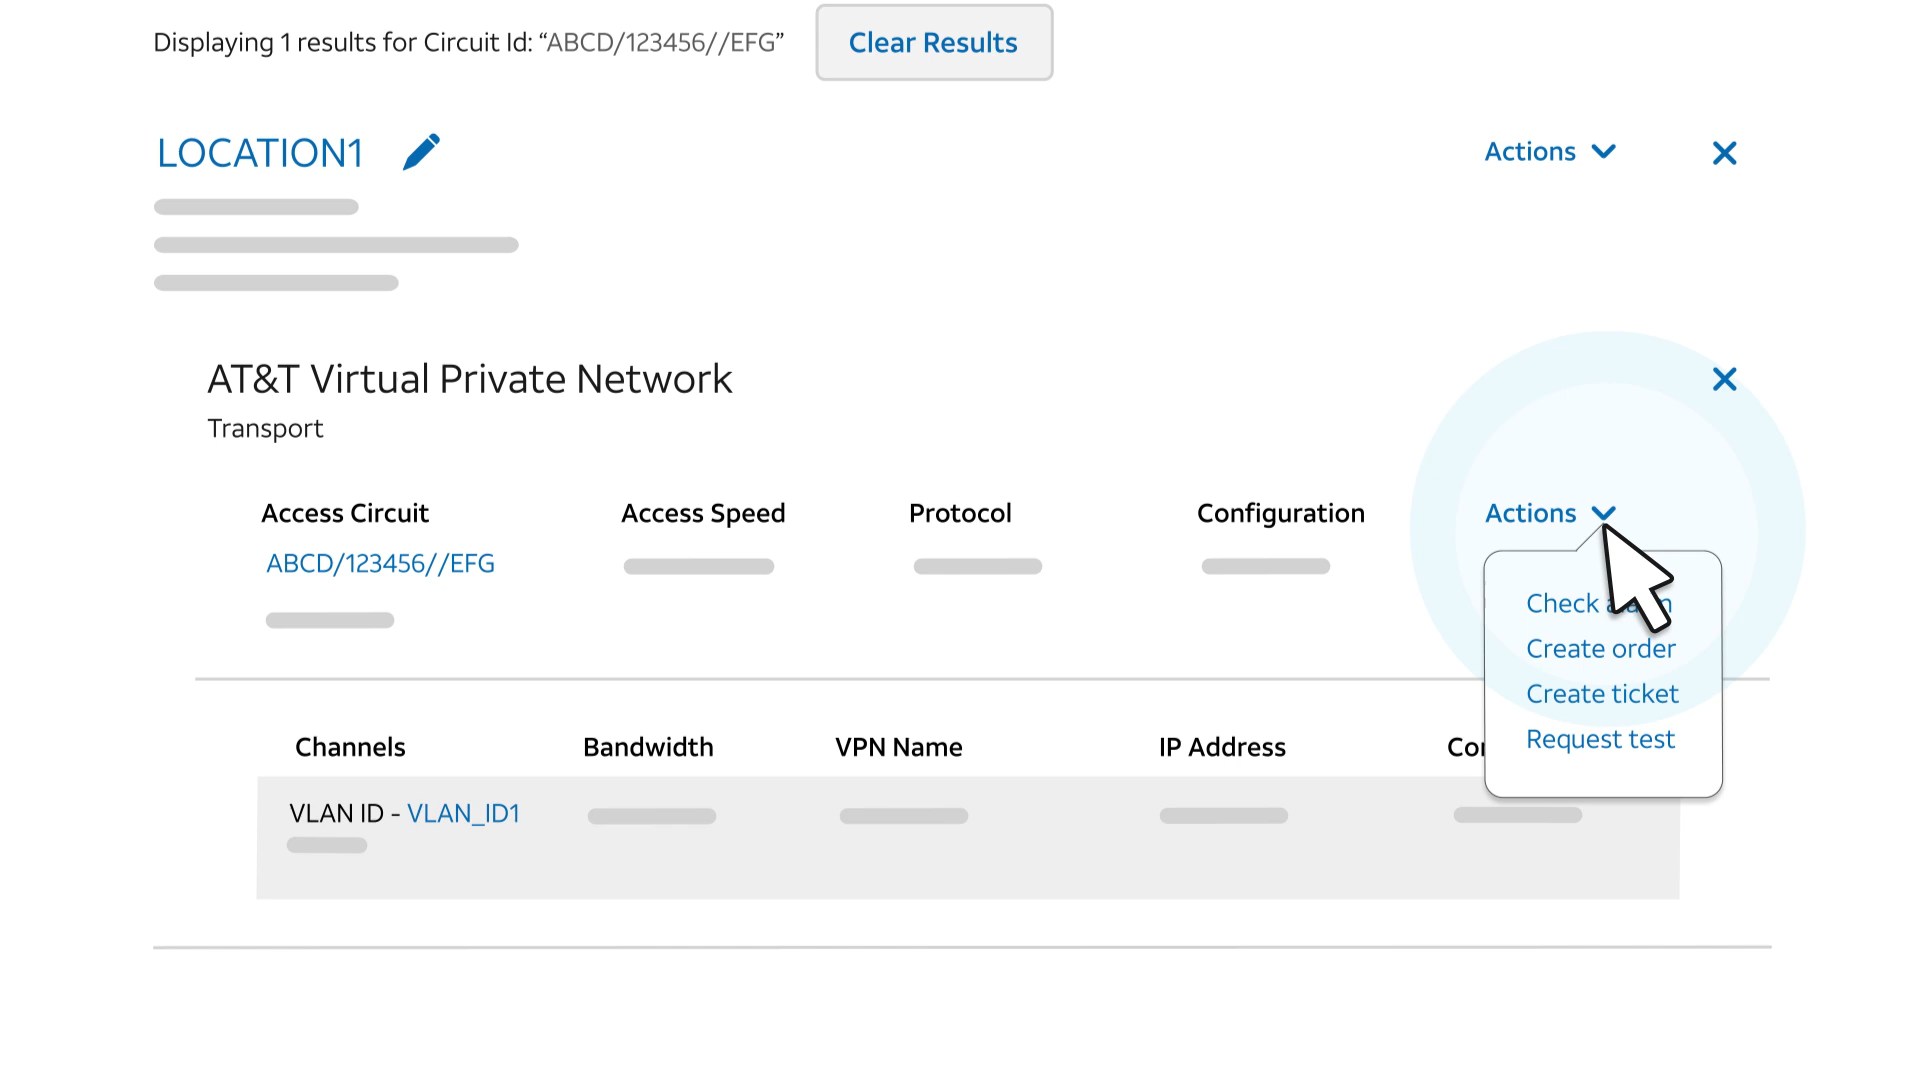 Displaying 1 results for Circuit Id: “ABCD/123456//EFG” Clear Results
LOCATION1 Actions
AT&T Virtual Private Network
Transport
Access Circuit Access Speed Protocol Configuration Actions
ABCD/123456//EFG
Check
Create order
Create ticket
Request test
Channels Bandwidth VPN Name IP Address
VLAN ID - VLAN_ID1